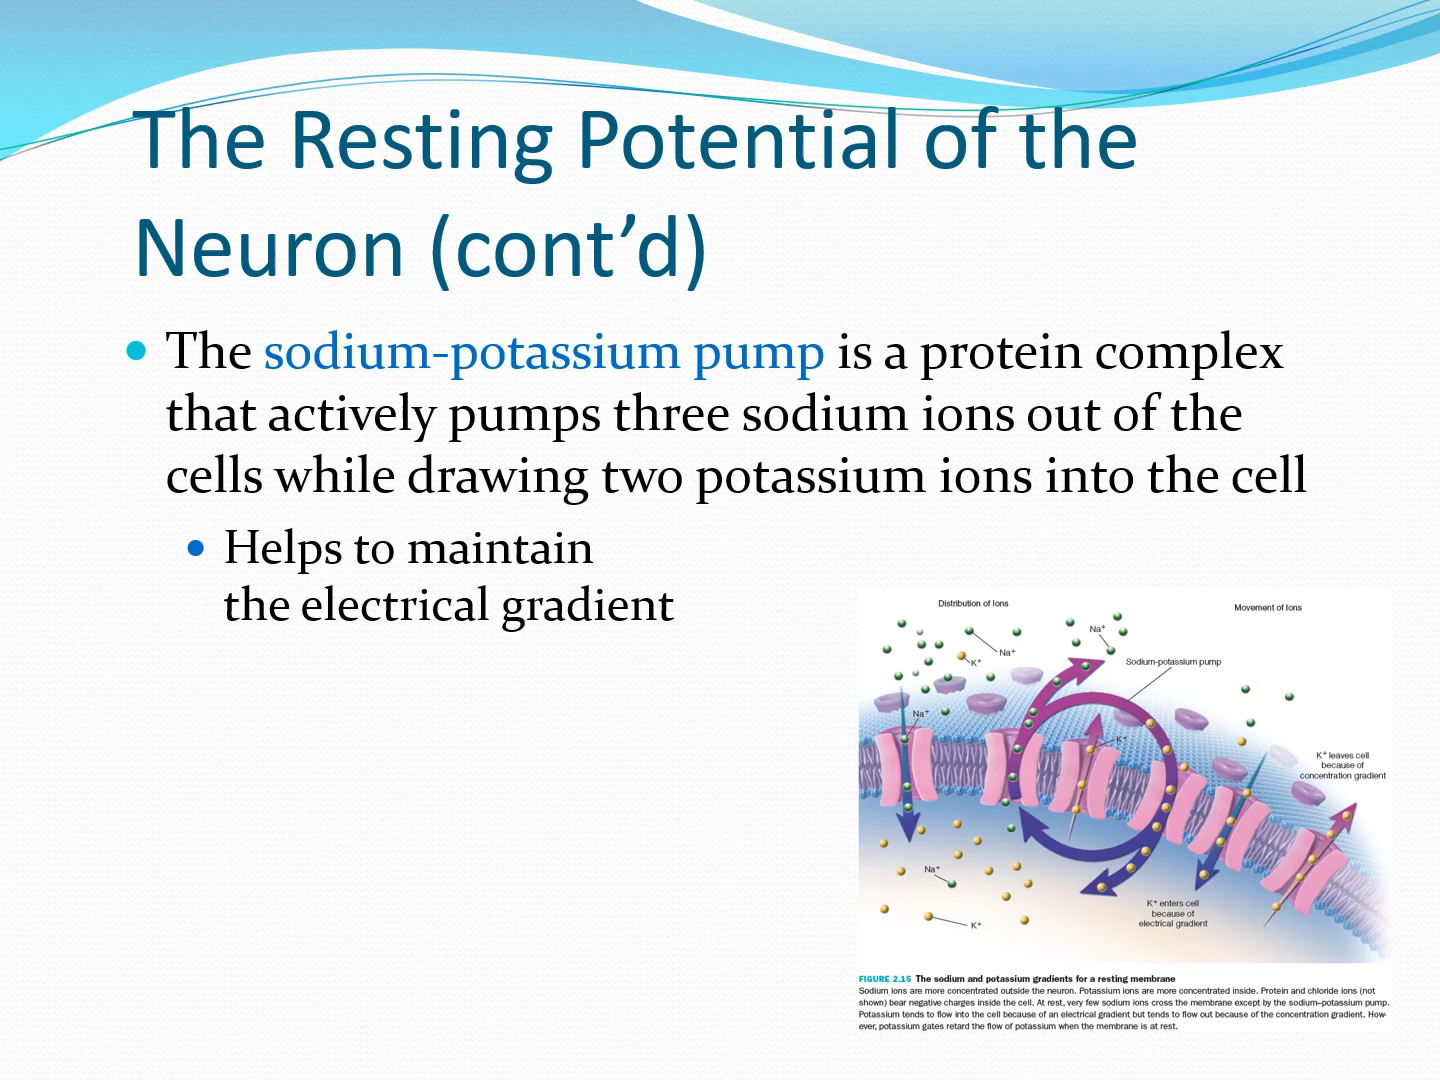 The Resting Potential of the
Neuron (cont’d)
The sodium-potassium pump is a protein complex
that actively pumps three sodium ions out of the
cells while drawing two potassium ions into the cell
Helps to maintain
the electrical gradient
Distribution of Ions
Movement of Ions
Na+
Na+
K+
Sodium-potassium pump
Na+
K+
K+ leaves cell
because of
concentration gradient
Na+
K+
K+ enters cell
because of
electrical gradient
FIGURE 2.15 The sodium and potassium gradients for a resting membrane
Sodium ions are more concentrated outside the neuron. Potassium ions are more concentrated inside. Protein and chloride ions (not
shown) bear negative charges inside the cell. At rest, very few sodium ions cross the membrane except by the sodium–potassium pump.
Potassium tends to flow into the cell because of an electrical gradient but tends to flow out because of the concentration gradient. How-
ever, potassium gates retard the flow of potassium when the membrane is at rest.